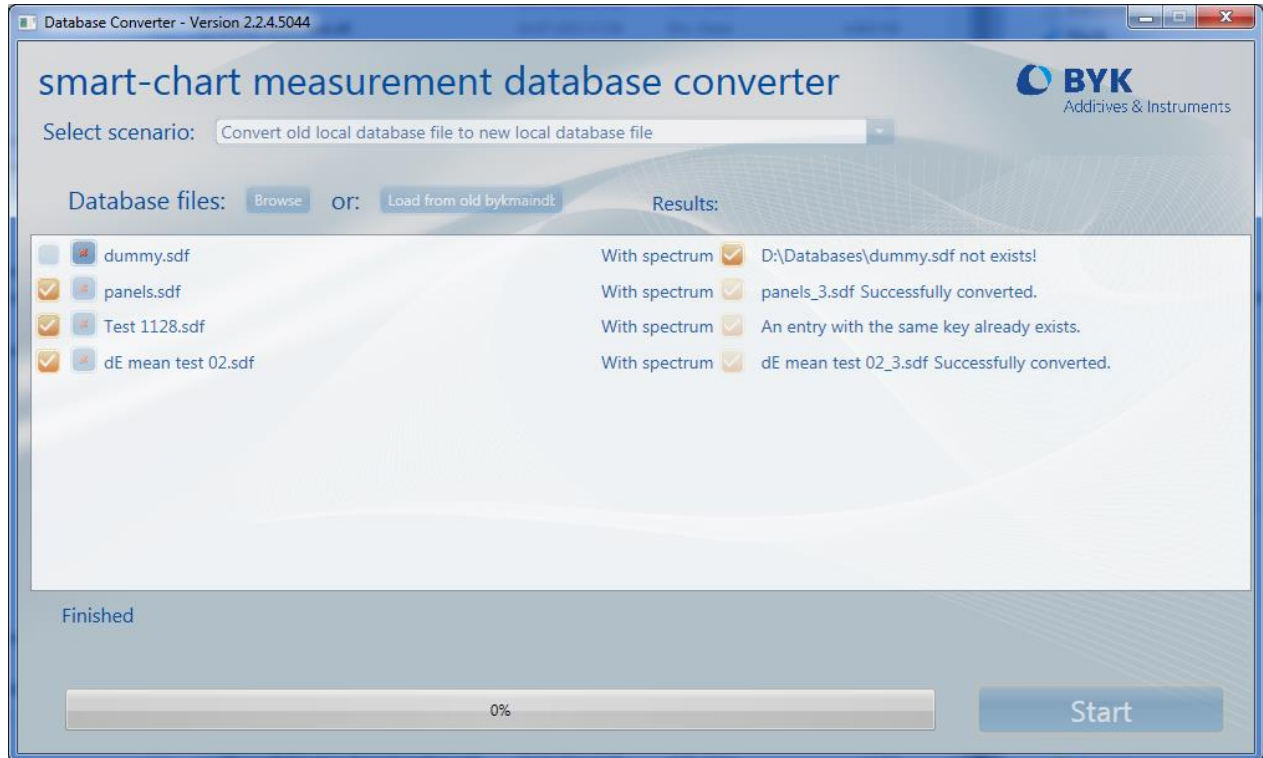 Database Converter - Version 2.2.4.5044
smart-chart measurement database converter
BYK
Additives & Instruments
Select scenario: Convert old local database file to new local database file
Database files: Browse or: Load from old bykmaindb Results:
dummy.sdf With spectrum D:\Databases\dummy.sdf not exists!
panels.sdf With spectrum panels_3.sdf Successfully converted.
Test 1128.sdf With spectrum An entry with the same key already exists.
dE mean test 02.sdf With spectrum dE mean test 02_3.sdf Successfully converted.
Finished
0% Start